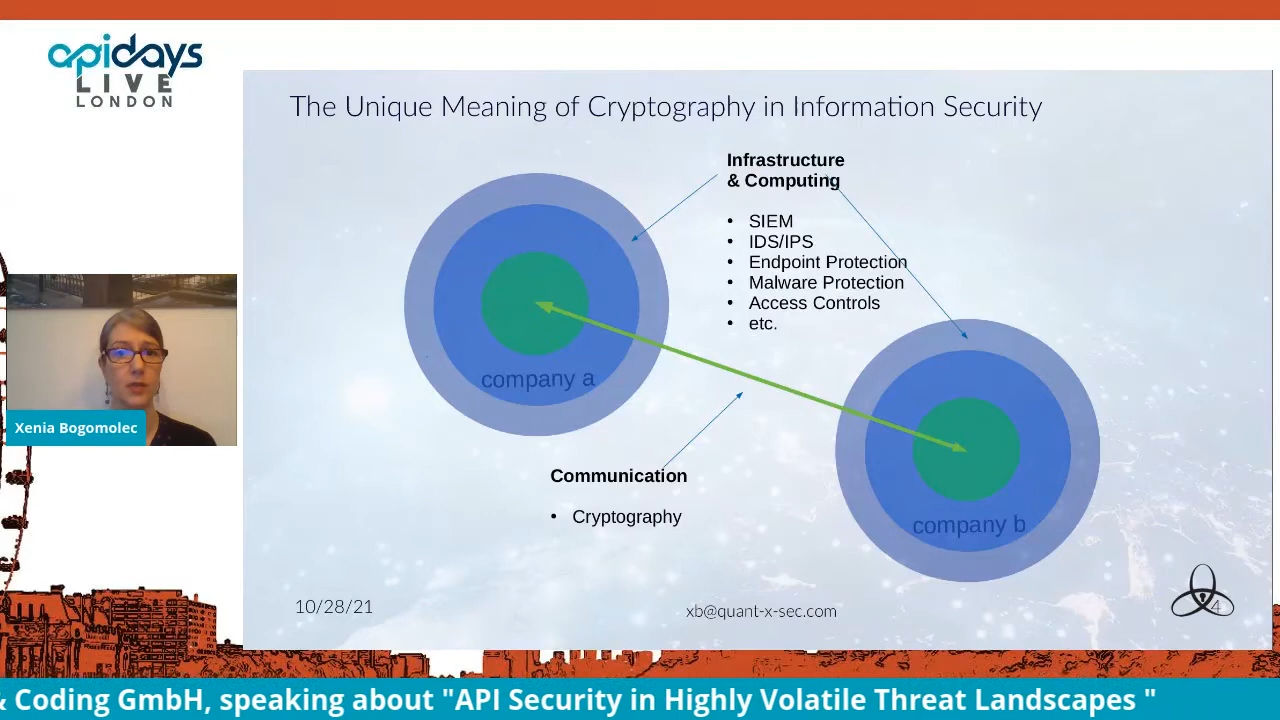 apidays
LIVE
LONDON
The Unique Meaning of Cryptography in Information Security
Infrastructure
& Computing
• SIEM
• IDS/IPS
• Endpoint Protection
• Malware Protection
• Access Controls
• etc.
company a
Xenia Bogomolec
Communication
• Cryptography
company b
10/28/21
xb@quant-x-sec.com
4
& Coding GmbH, speaking about "API Security in Highly Volatile Threat Landscapes "